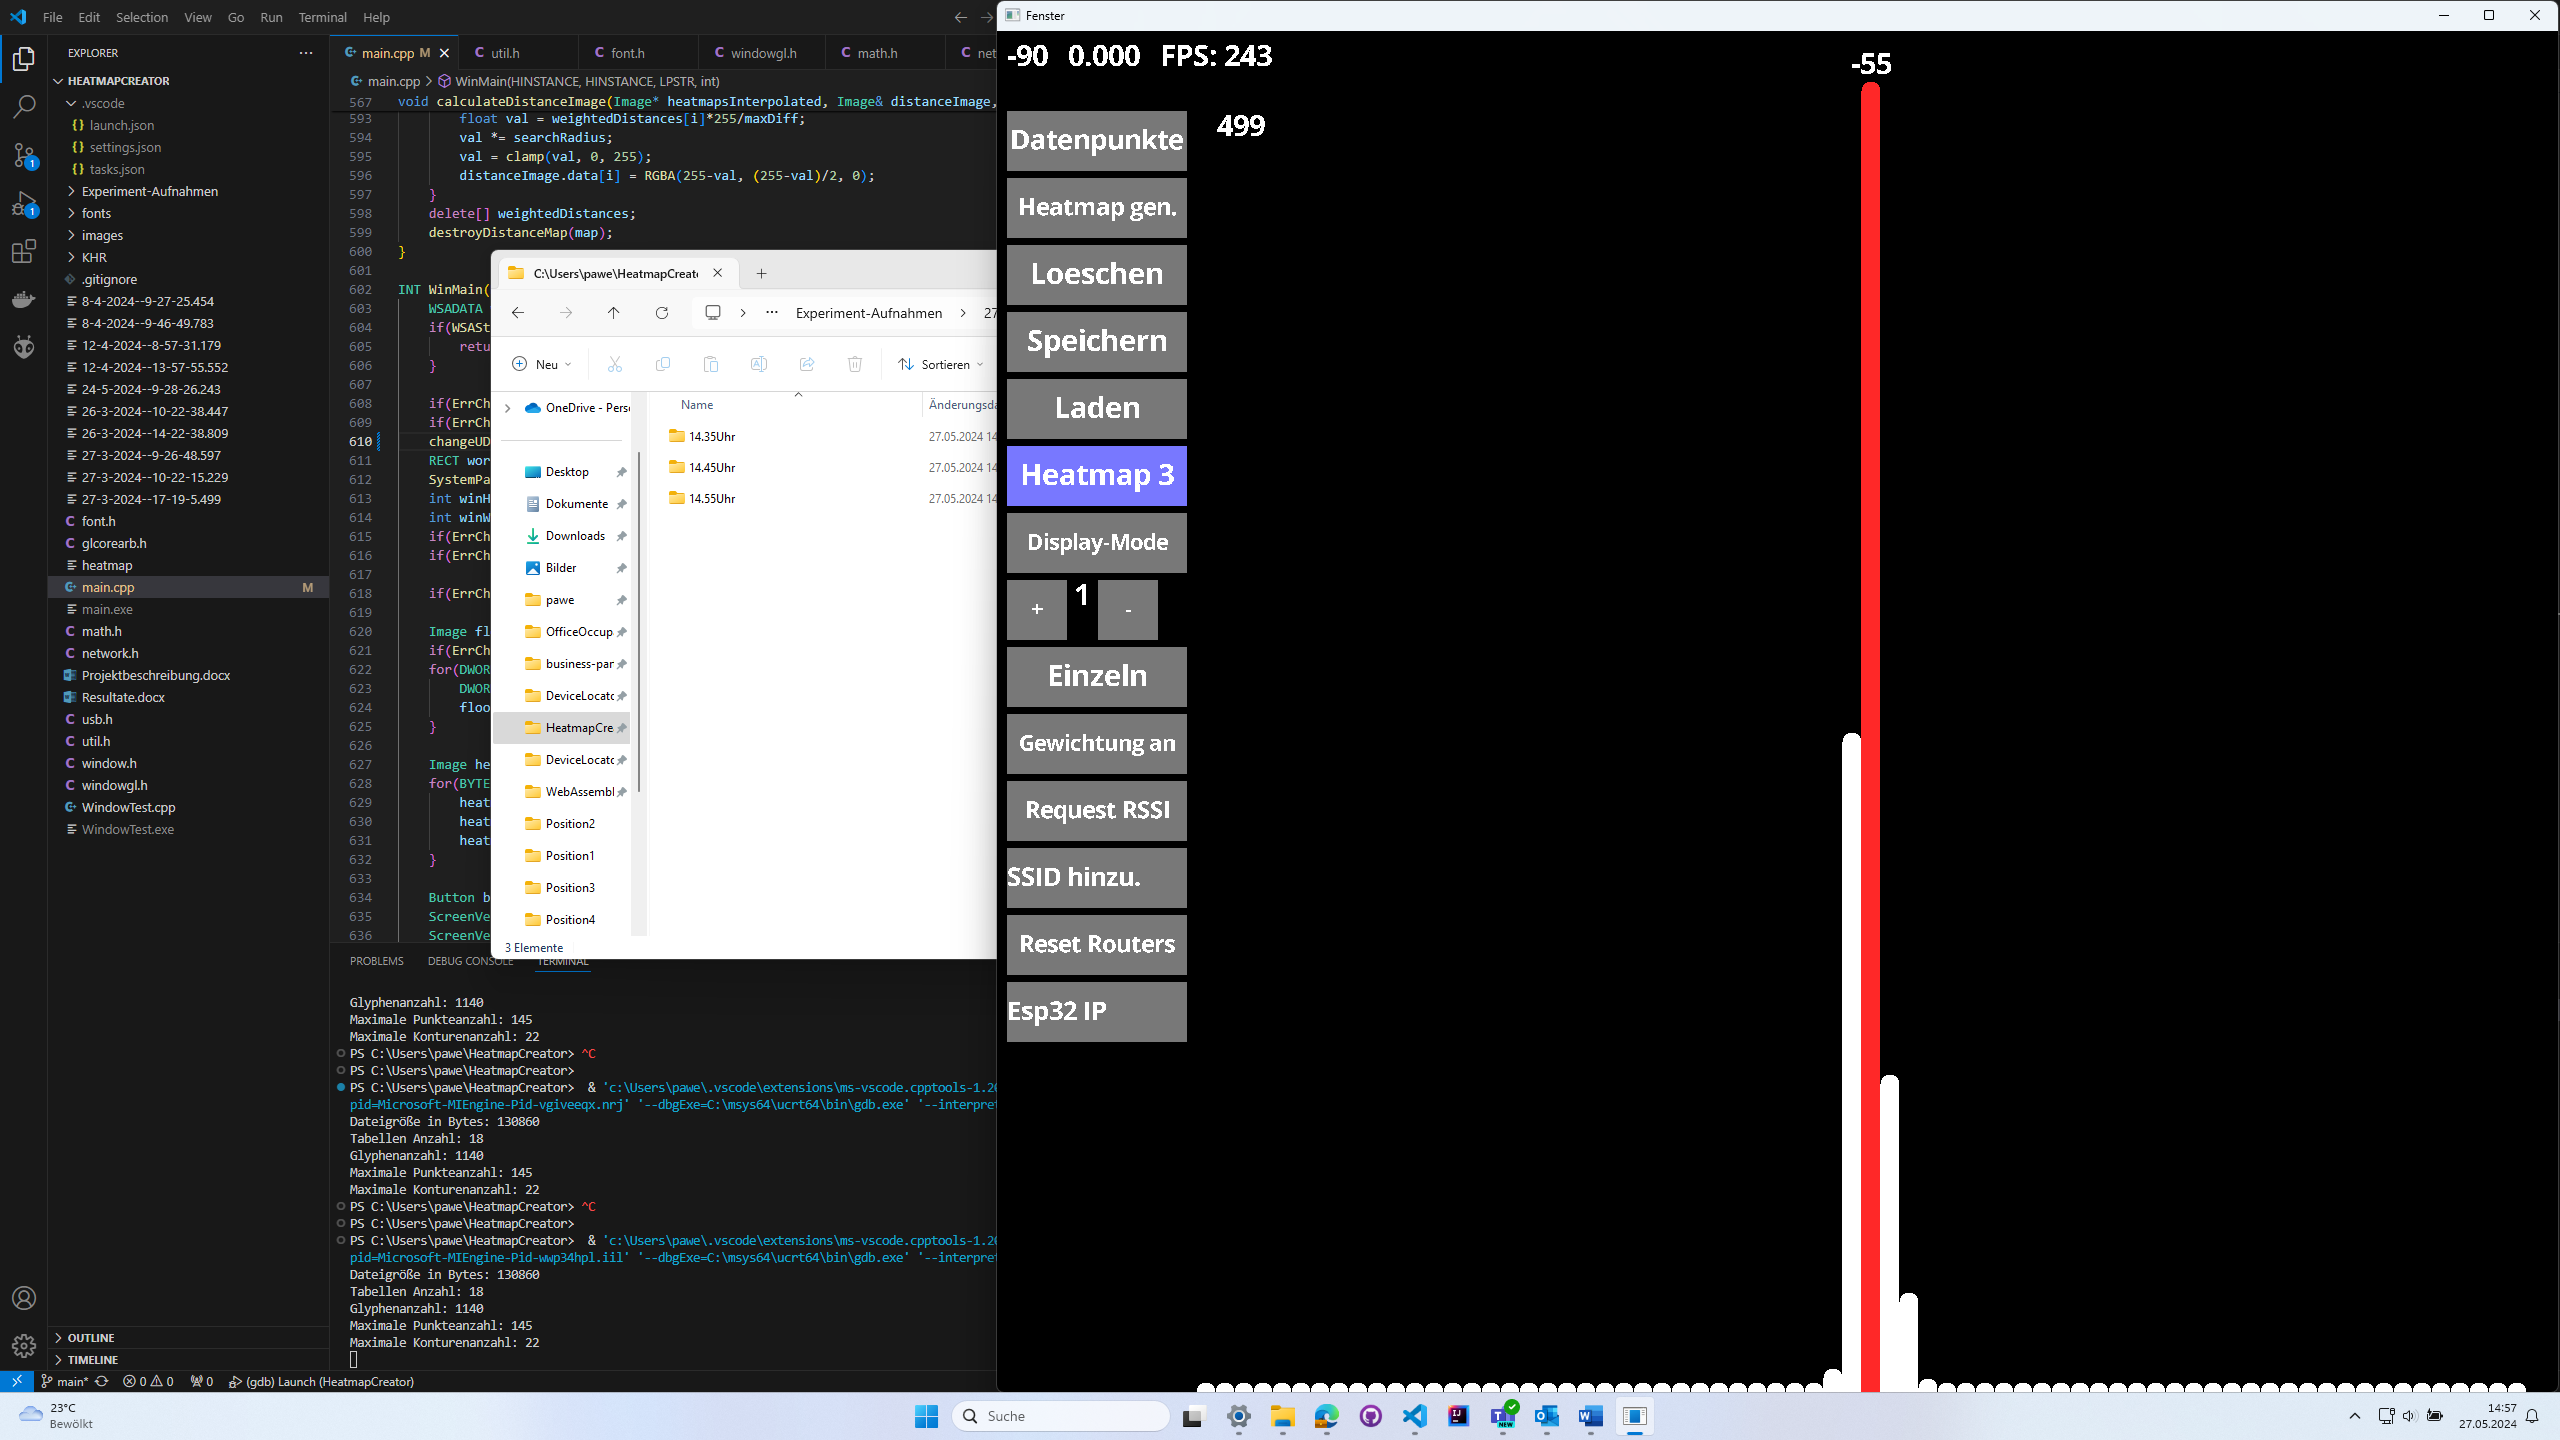 File Edit Selection View Go Run Terminal Help
EXPLORER
HEATMAPCREATOR
.vscode
launch.json
settings.json
tasks.json
Experiment-Aufnahmen
fonts
images
KHR
.gitignore
8-4-2024--9-27-25.454
8-4-2024--9-46-49.783
12-4-2024--8-57-31.179
12-4-2024--13-57-55.552
24-5-2024--9-28-26.243
26-3-2024--10-22-38.447
26-3-2024--14-22-38.809
27-3-2024--9-26-48.597
27-3-2024--10-22-15.229
27-3-2024--17-19-5.499
font.h
glcorearb.h
heatmap
main.cpp M
main.exe
math.h
network.h
Projektbeschreibung.docx
Resultate.docx
usb.h
util.h
window.h
windowgl.h
WindowTest.cpp
WindowTest.exe
OUTLINE
TIMELINE
main.cpp M util.h font.h windowgl.h math.h net
main.cpp > WinMain(HINSTANCE, HINSTANCE, LPSTR, int)
567 void calculateDistanceImage(Image* heatmapsInterpolated, Image& distanceImage,
593 float val = weightedDistances[i]*255/maxDiff;
594 val *= searchRadius;
595 val = clamp(val, 0, 255);
596 distanceImage.data[i] = RGBA(255-val, (255-val)/2, 0);
597 }
598 delete[] weightedDistances;
599 destroyDistanceMap(map);
600 }
601
602 INT WinMain(
603 WSADATA
604 if(WSASt
605 retu
606 }
607
608 if(ErrCh
609 if(ErrCh
610 changeUD
611 RECT wor
612 SystemPa
613 int winH
614 int winW
615 if(ErrCh
616 if(ErrCh
617
618 if(ErrCh
619
620 Image fl
621 if(ErrCh
622 for(DWOR
623 DWOR
624 floo
625 }
626
627 Image he
628 for(BYTE
629 heat
630 heat
631 heat
632 }
633
634 Button b
635 ScreenVe
636 ScreenVe
C:\Users\pawe\HeatmapCreate
Experiment-Aufnahmen > 27
Neu Sortieren
OneDrive - Pers
Desktop
Dokumente
Downloads
Bilder
pawe
OfficeOccup
business-par
DeviceLocato
HeatmapCre
DeviceLocato
WebAssembl
Position2
Position1
Position3
Position4
Name Änderungsda
14.35Uhr 27.05.2024 14
14.45Uhr 27.05.2024 14
14.55Uhr 27.05.2024 14
3 Elemente
PROBLEMS DEBUG CONSOLE TERMINAL
Glyphenanzahl: 1140
Maximale Punkteanzahl: 145
Maximale Konturenanzahl: 22
PS C:\Users\pawe\HeatmapCreator> ^C
PS C:\Users\pawe\HeatmapCreator>
PS C:\Users\pawe\HeatmapCreator> & 'c:\Users\pawe\.vscode\extensions\ms-vscode.cpptools-1.20
pid=Microsoft-MIEngine-Pid-vgiveeqx.nrj' '--dbgExe=C:\msys64\ucrt64\bin\gdb.exe' '--interpret
Dateigröße in Bytes: 130860
Tabellen Anzahl: 18
Glyphenanzahl: 1140
Maximale Punkteanzahl: 145
Maximale Konturenanzahl: 22
PS C:\Users\pawe\HeatmapCreator> ^C
PS C:\Users\pawe\HeatmapCreator>
PS C:\Users\pawe\HeatmapCreator> & 'c:\Users\pawe\.vscode\extensions\ms-vscode.cpptools-1.20
pid=Microsoft-MIEngine-Pid-wwp34hpl.iil' '--dbgExe=C:\msys64\ucrt64\bin\gdb.exe' '--interpret
Dateigröße in Bytes: 130860
Tabellen Anzahl: 18
Glyphenanzahl: 1140
Maximale Punkteanzahl: 145
Maximale Konturenanzahl: 22
main* 0 0 0 (gdb) Launch (HeatmapCreator)
Fenster
-90 0.000 FPS: 243
-55
499
Datenpunkte
Heatmap gen.
Loeschen
Speichern
Laden
Heatmap 3
Display-Mode
+ 1 -
Einzeln
Gewichtung an
Request RSSI
SSID hinzu.
Reset Routers
Esp32 IP
23°C
Bewölkt
Suche
14:57
27.05.2024